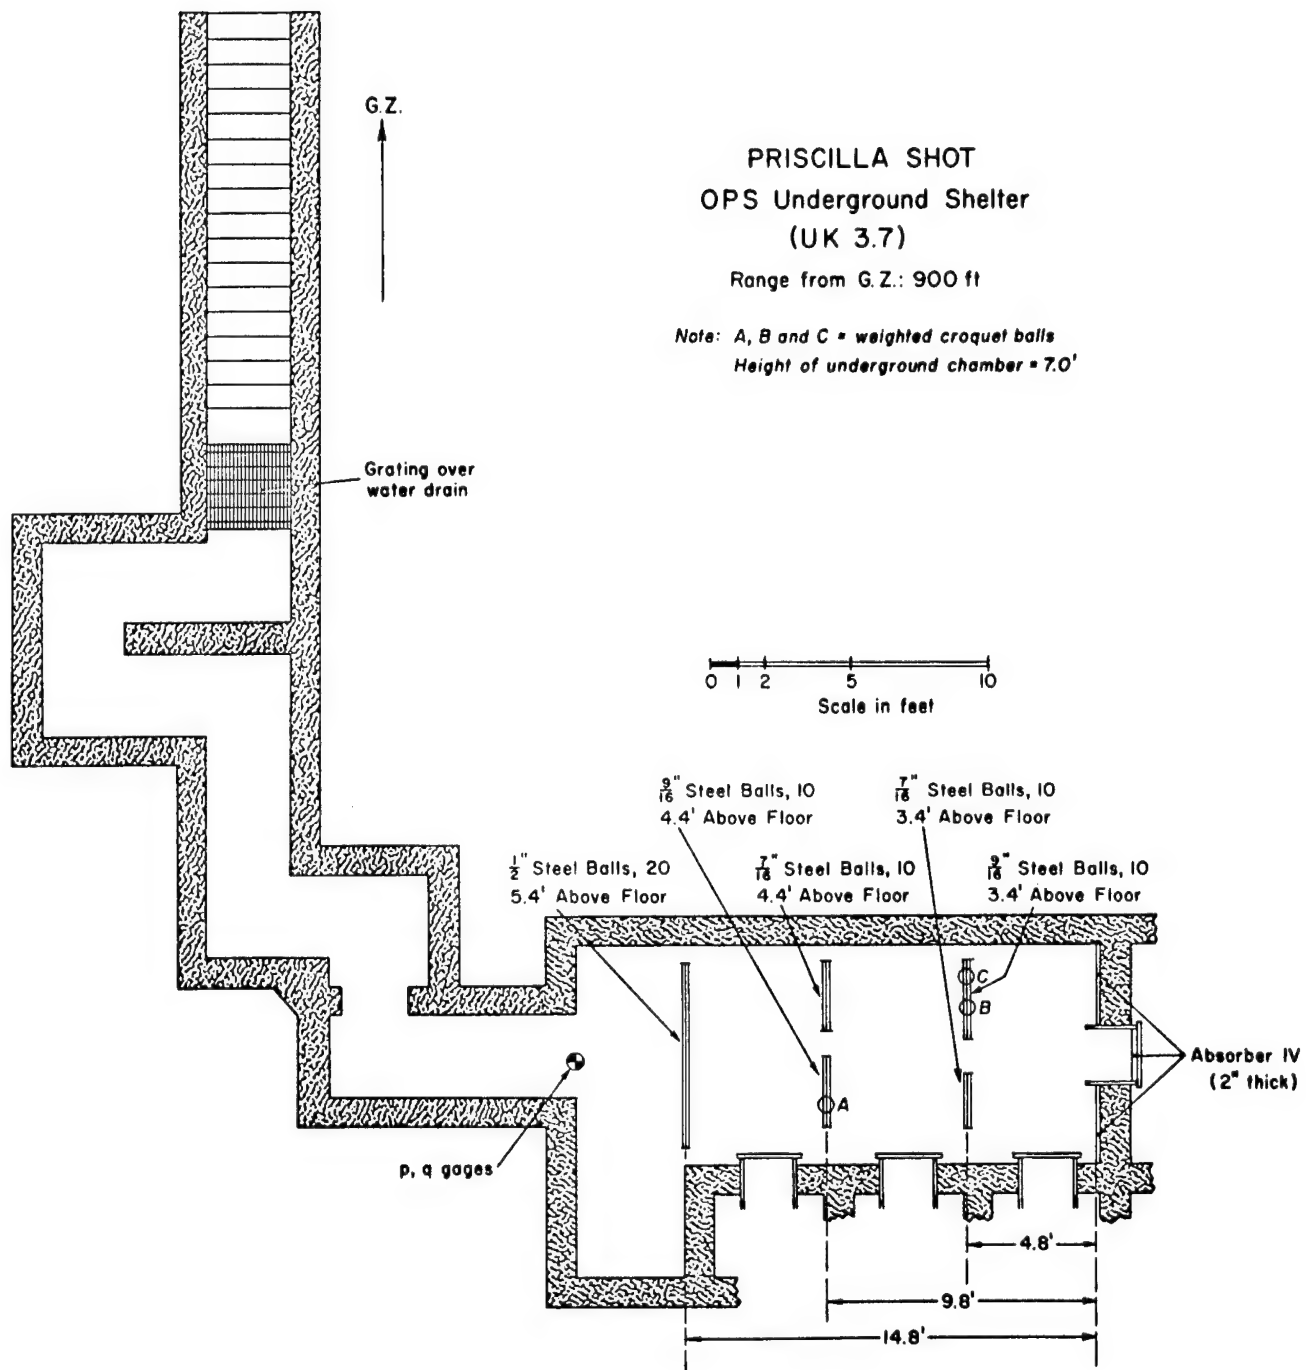 G.Z.
PRISCILLA SHOT
OPS Underground Shelter
(UK 3.7)
Range from G.Z.: 900 ft
Note: A, B and C = weighted croquet balls
Height of underground chamber = 7.0'
Grating over
water drain
0 1 2 5 10
Scale in feet
9/16" Steel Balls, 10
4.4' Above Floor
7/16" Steel Balls, 10
3.4' Above Floor
1/2" Steel Balls, 20
5.4' Above Floor
7/16" Steel Balls, 10
4.4' Above Floor
9/16" Steel Balls, 10
3.4' Above Floor
C
B
A
Absorber IV
(2" thick)
p, q gages
4.8'
9.8'
14.8'